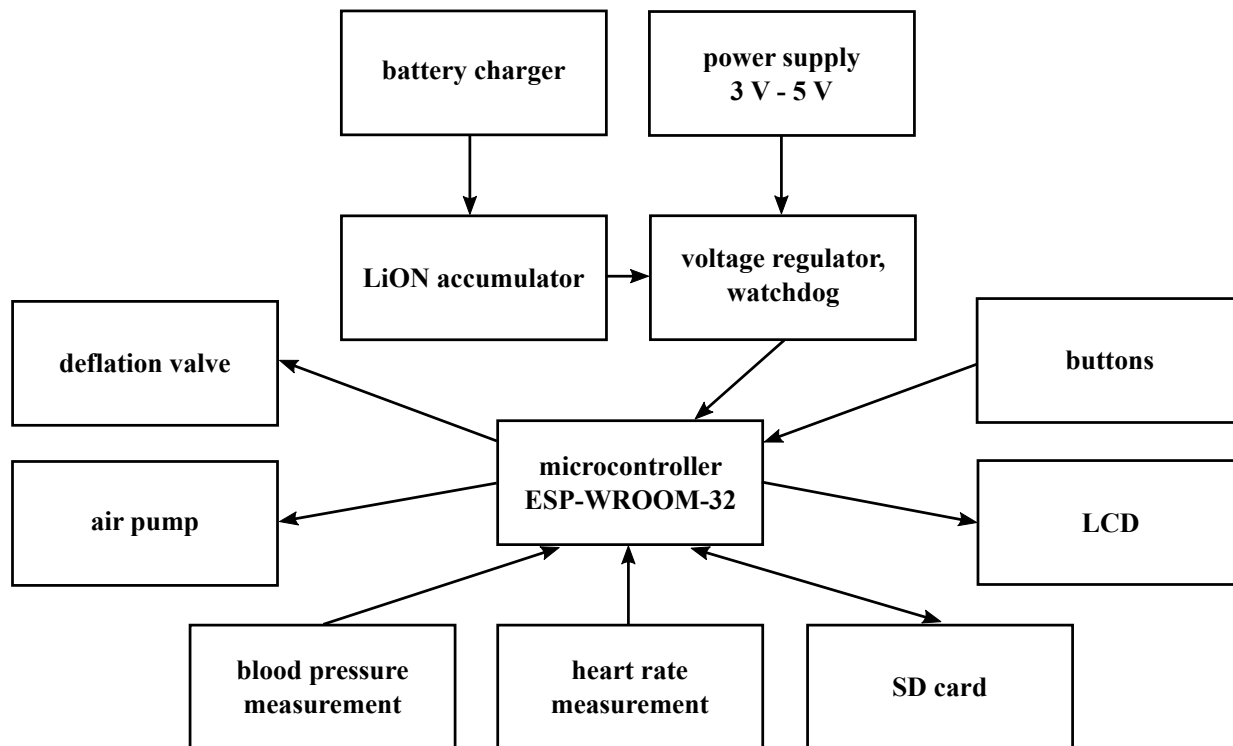 battery charger
power supply
3 V - 5 V
LiON accumulator
voltage regulator,
watchdog
deflation valve
buttons
microcontroller
ESP-WROOM-32
air pump
LCD
blood pressure
measurement
heart rate
measurement
SD card